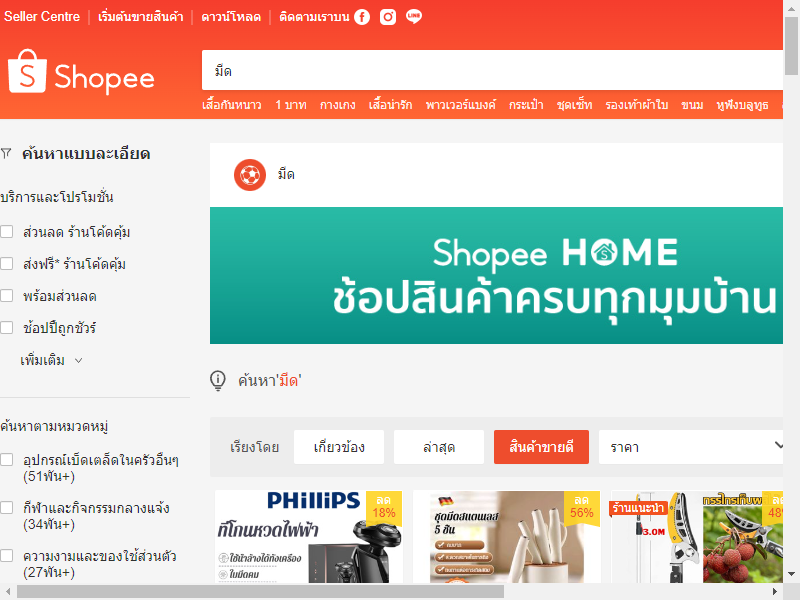 Seller Centre เริ่มต้นขายสินค้า ดาวน์โหลด ติดตามเราบน
LINE
Shopee
มีด
เสื้อกันหนาว 1 บาท กางเกง เสื้อน่ารัก พาวเวอร์แบงค์ กระเป๋า ชุดเซ็ท รองเท้าผ้าใบ ขนม หูฟังบลูทูธ
ค้นหาแบบละเอียด
มีด
บริการและโปรโมชั่น
ส่วนลด ร้านโค้ดคุ้ม
ส่งฟรี* ร้านโค้ดคุ้ม
พร้อมส่วนลด
ช้อปปี้ถูกชัวร์
เพิ่มเติม
Shopee HOME
ช้อปสินค้าครบทุกมุมบ้าน
ค้นหา'มีด'
ค้นหาตามหมวดหมู่
อุปกรณ์เบ็ดเตล็ดในครัวอื่นๆ
(51พัน+)
กีฬาและกิจกรรมกลางแจ้ง
(34พัน+)
ความงามและของใช้ส่วนตัว
(27พัน+)
เรียงโดย เกี่ยวข้อง ล่าสุด สินค้าขายดี ราคา
PHILIPS
ลด
18%
ที่โกนหวดไฟฟ้า
ใช้น้ำล้างได้ทั้งเครื่อง
ใบมีดคม
ลด
56%
ชุดมีดสแตนเลส
5 ชิ้น
ร้านแนะนำ
3.0M
ลด
48%